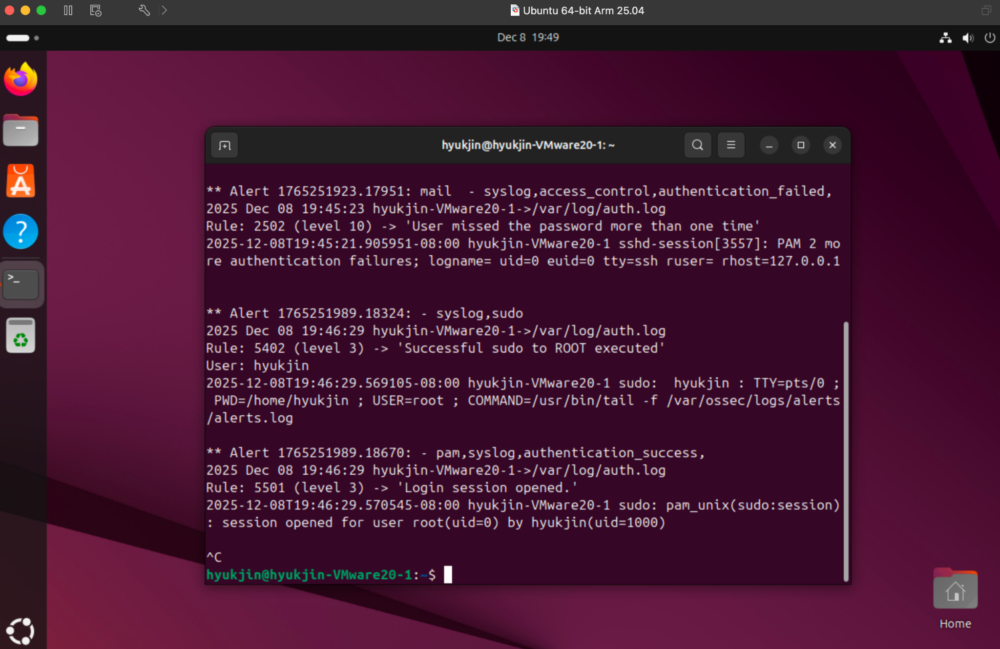 Ubuntu 64-bit Arm 25.04
Dec 8  19:49
hyukjin@hyukjin-VMware20-1: ~
** Alert 1765251923.17951: mail  - syslog,access_control,authentication_failed,
2025 Dec 08 19:45:23 hyukjin-VMware20-1->/var/log/auth.log
Rule: 2502 (level 10) -> 'User missed the password more than one time'
2025-12-08T19:45:21.905951-08:00 hyukjin-VMware20-1 sshd-session[3557]: PAM 2 mo
re authentication failures; logname= uid=0 euid=0 tty=ssh ruser= rhost=127.0.0.1
** Alert 1765251989.18324: - syslog,sudo
2025 Dec 08 19:46:29 hyukjin-VMware20-1->/var/log/auth.log
Rule: 5402 (level 3) -> 'Successful sudo to ROOT executed'
User: hyukjin
2025-12-08T19:46:29.569105-08:00 hyukjin-VMware20-1 sudo:  hyukjin : TTY=pts/0 ;
 PWD=/home/hyukjin ; USER=root ; COMMAND=/usr/bin/tail -f /var/ossec/logs/alerts
/alerts.log
** Alert 1765251989.18670: - pam,syslog,authentication_success,
2025 Dec 08 19:46:29 hyukjin-VMware20-1->/var/log/auth.log
Rule: 5501 (level 3) -> 'Login session opened.'
2025-12-08T19:46:29.570545-08:00 hyukjin-VMware20-1 sudo: pam_unix(sudo:session)
: session opened for user root(uid=0) by hyukjin(uid=1000)
^C
hyukjin@hyukjin-VMware20-1:~$
Home